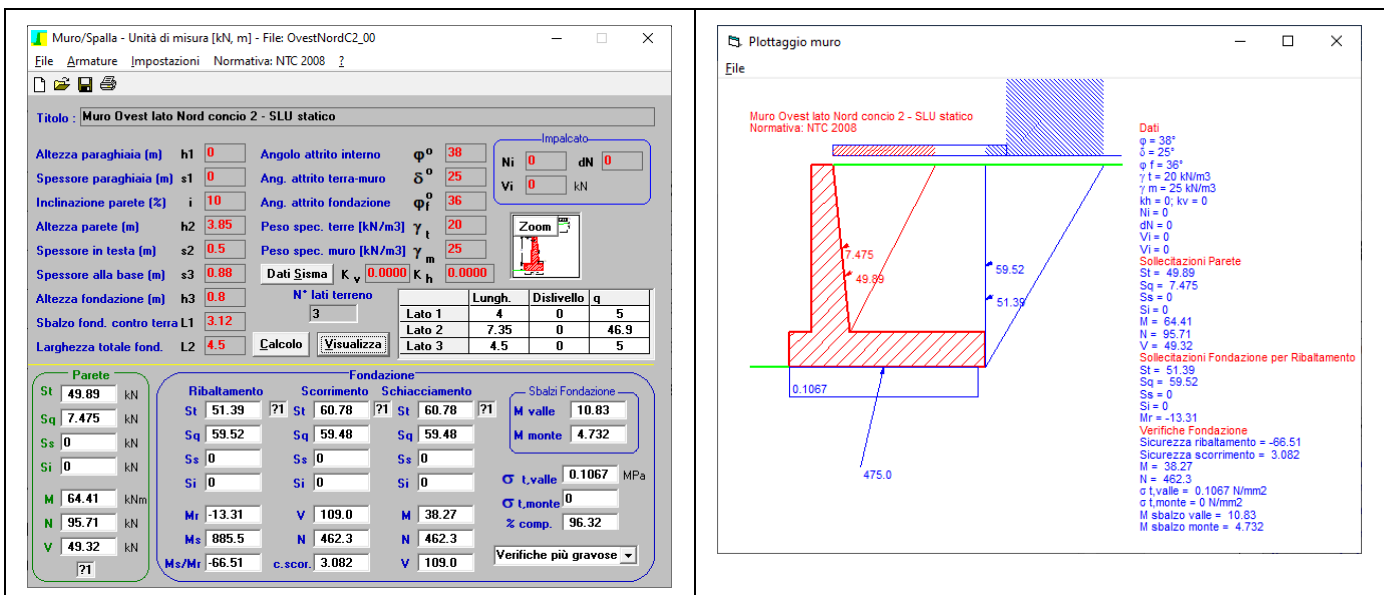 Muro/Spalla - Unità di misura [kN, m] - File: OvestNordC2_00
File Armature Impostazioni Normativa: NTC 2008 ?
Titolo : Muro Ovest lato Nord concio 2 - SLU statico
Altezza paraghiaia (m) h1 0
Spessore paraghiaia (m) s1 0
Inclinazione parete (%) i 10
Altezza parete (m) h2 3.85
Spessore in testa (m) s2 0.5
Spessore alla base (m) s3 0.88
Altezza fondazione (m) h3 0.8
Sbalzo fond. contro terra L1 3.12
Larghezza totale fond. L2 4.5
Angolo attrito interno φ° 38
Ang. attrito terra-muro δ° 25
Ang. attrito fondazione φf° 36
Peso spec. terre [kN/m3] γ t 20
Peso spec. muro [kN/m3] γ m 25
Dati Sisma K v 0.0000 K h 0.0000
N° lati terreno
3
Calcolo Visualizza
Impalcato
Ni 0 dN 0
Vi 0 kN
Zoom
Lungh. Dislivello q
Lato 1 4 0 5
Lato 2 7.35 0 46.9
Lato 3 4.5 0 5
Parete
St 49.89 kN
Sq 7.475 kN
Ss 0 kN
Si 0 kN
M 64.41 kNm
N 95.71 kN
V 49.32 kN
?1
Fondazione
Ribaltamento Scorrimento Schiacciamento
St 51.39 ?1 St 60.78 ?1 St 60.78 ?1
Sq 59.52 Sq 59.48 Sq 59.48
Ss 0 Ss 0 Ss 0
Si 0 Si 0 Si 0
Mr -13.31 V 109.0 M 38.27
Ms 885.5 N 462.3 N 462.3
Ms/Mr -66.51 c.scor. 3.082 V 109.0
Sbalzi Fondazione
M valle 10.83
M monte 4.732
σ t,valle 0.1067 MPa
σ t,monte 0
% comp. 96.32
Verifiche più gravose
Plottaggio muro
File
Muro Ovest lato Nord concio 2 - SLU statico
Normativa: NTC 2008
7.475
49.89
59.52
51.39
0.1067
475.0
Dati
φ = 38°
δ = 25°
φ f = 36°
γ t = 20 kN/m3
γ m = 25 kN/m3
kh = 0; kv = 0
Ni = 0
dN = 0
Vi = 0
Vi = 0
Sollecitazioni Parete
St = 49.89
Sq = 7.475
Ss = 0
Si = 0
M = 64.41
N = 95.71
V = 49.32
Sollecitazioni Fondazione per Ribaltamento
St = 51.39
Sq = 59.52
Ss = 0
Si = 0
Mr = -13.31
Verifiche Fondazione
Sicurezza ribaltamento = -66.51
Sicurezza scorrimento = 3.082
M = 38.27
N = 462.3
σ t,valle = 0.1067 N/mm2
σ t,monte = 0 N/mm2
M sbalzo valle = 10.83
M sbalzo monte = 4.732